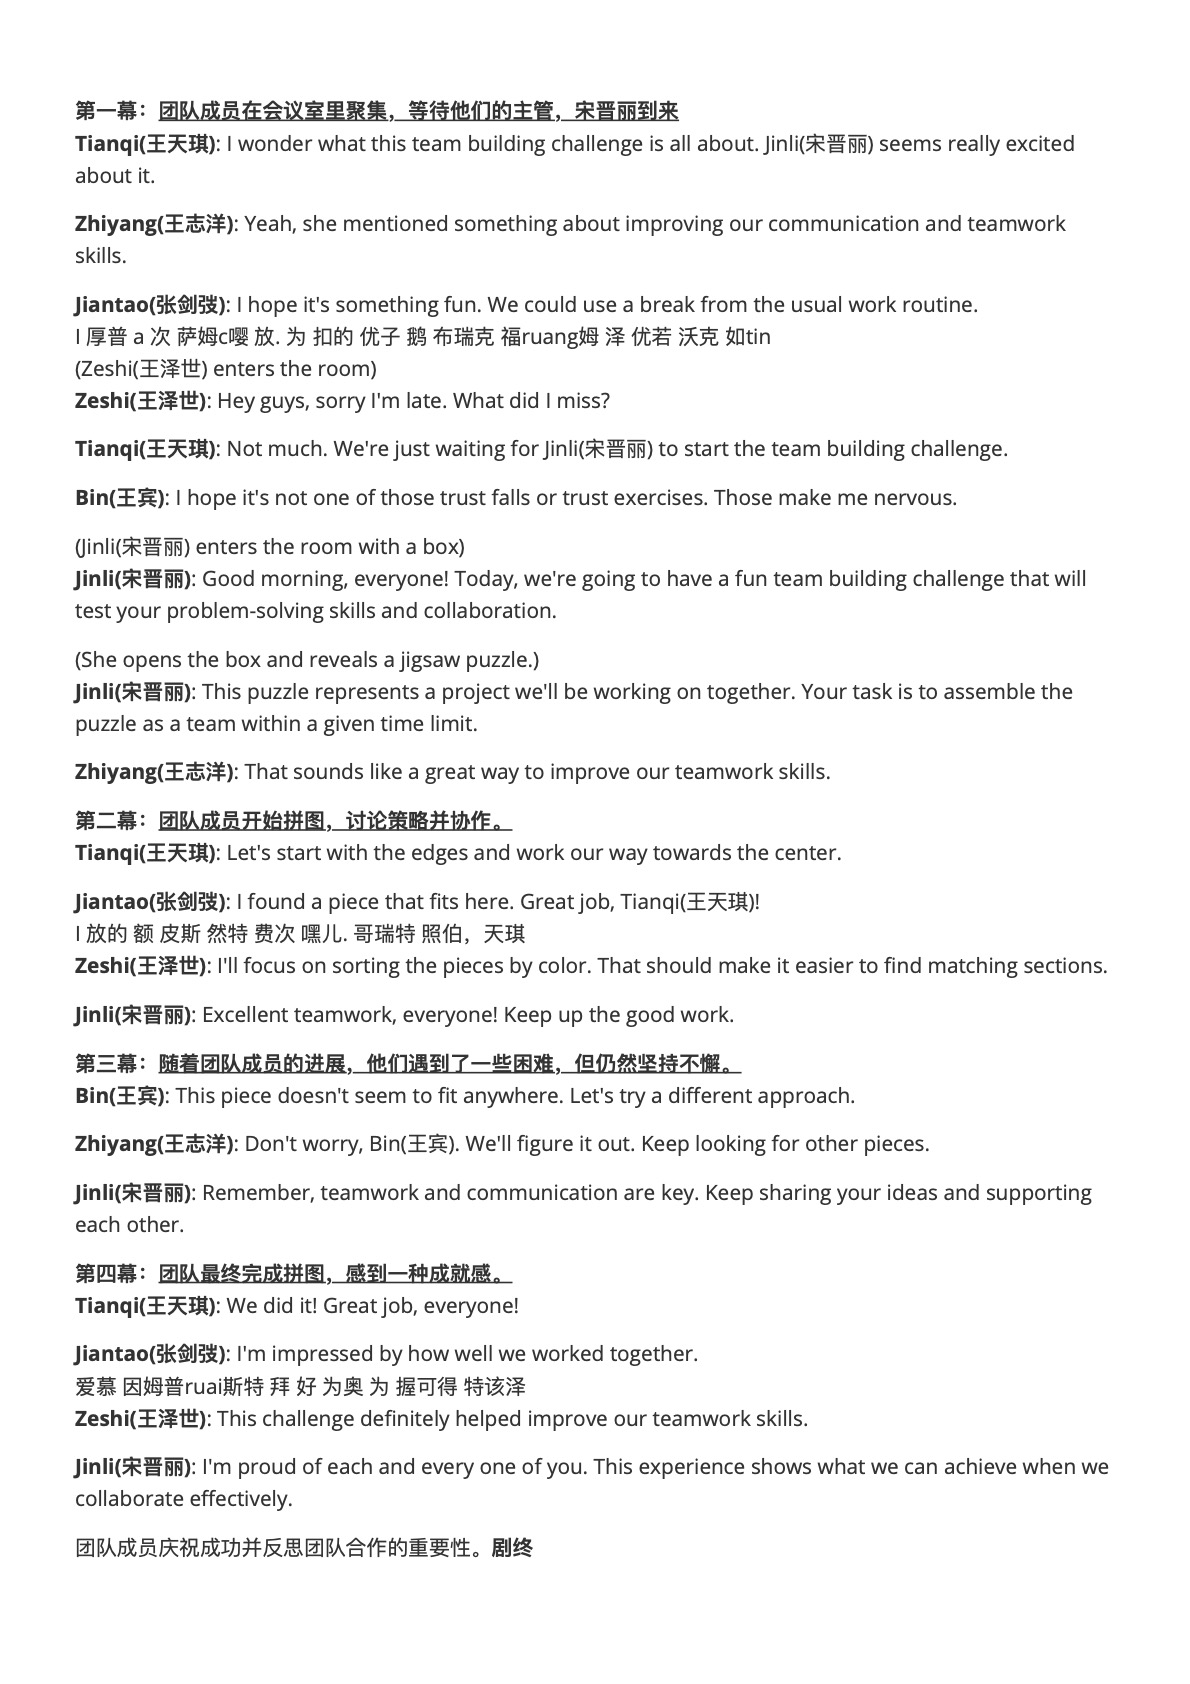 第一幕：团队成员在会议室里聚集，等待他们的主管，宋晋丽到来
Tianqi(王天琪): I wonder what this team building challenge is all about. Jinli(宋晋丽) seems really excited
about it.
Zhiyang(王志洋): Yeah, she mentioned something about improving our communication and teamwork
skills.
Jiantao(张剑弢): I hope it's something fun. We could use a break from the usual work routine.
I 厚普 a 次 萨姆c嘤 放. 为 扣的 优子 鹅 布瑞克 福ruang姆 泽 优若 沃克 如tin
(Zeshi(王泽世) enters the room)
Zeshi(王泽世): Hey guys, sorry I'm late. What did I miss?
Tianqi(王天琪): Not much. We're just waiting for Jinli(宋晋丽) to start the team building challenge.
Bin(王宾): I hope it's not one of those trust falls or trust exercises. Those make me nervous.
(Jinli(宋晋丽) enters the room with a box)
Jinli(宋晋丽): Good morning, everyone! Today, we're going to have a fun team building challenge that will
test your problem-solving skills and collaboration.
(She opens the box and reveals a jigsaw puzzle.)
Jinli(宋晋丽): This puzzle represents a project we'll be working on together. Your task is to assemble the
puzzle as a team within a given time limit.
Zhiyang(王志洋): That sounds like a great way to improve our teamwork skills.
第二幕：团队成员开始拼图，讨论策略并协作。
Tianqi(王天琪): Let's start with the edges and work our way towards the center.
Jiantao(张剑弢): I found a piece that fits here. Great job, Tianqi(王天琪)!
I 放的 额 皮斯 然特 费次 嘿儿. 哥瑞特 照伯，天琪
Zeshi(王泽世): I'll focus on sorting the pieces by color. That should make it easier to find matching sections.
Jinli(宋晋丽): Excellent teamwork, everyone! Keep up the good work.
第三幕：随着团队成员的进展，他们遇到了一些困难，但仍然坚持不懈。
Bin(王宾): This piece doesn't seem to fit anywhere. Let's try a different approach.
Zhiyang(王志洋): Don't worry, Bin(王宾). We'll figure it out. Keep looking for other pieces.
Jinli(宋晋丽): Remember, teamwork and communication are key. Keep sharing your ideas and supporting
each other.
第四幕：团队最终完成拼图，感到一种成就感。
Tianqi(王天琪): We did it! Great job, everyone!
Jiantao(张剑弢): I'm impressed by how well we worked together.
爱慕 因姆普ruai斯特 拜 好 为奥 为 握可得 特该泽
Zeshi(王泽世): This challenge definitely helped improve our teamwork skills.
Jinli(宋晋丽): I'm proud of each and every one of you. This experience shows what we can achieve when we
collaborate effectively.
团队成员庆祝成功并反思团队合作的重要性。剧终